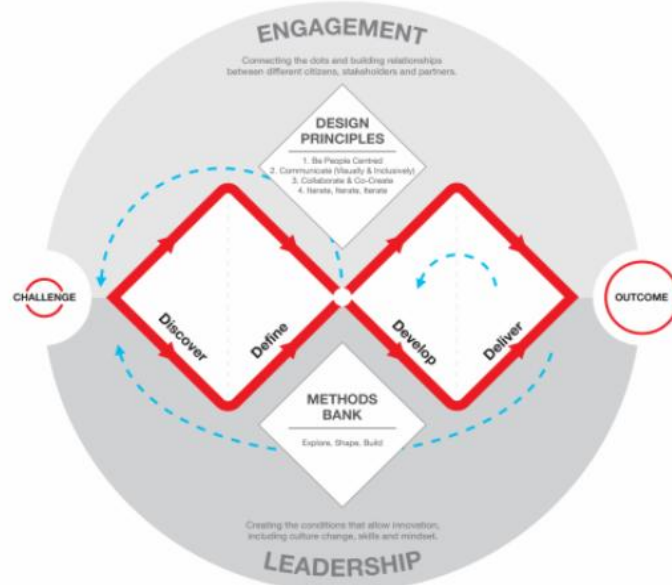 ENGAGEMENT
Connecting the dots and building relationships
between different citizens, stakeholders and partners.
DESIGN
PRINCIPLES
1. Be People Centred
2. Communicate (Visually & Inclusively)
3. Collaborate & Co-Create
4. Iterate, Iterate, Iterate
CHALLENGE
OUTCOME
Discover
Define
Develop
Deliver
METHODS
BANK
Explore, Shape, Build
Creating the conditions that allow innovation,
including culture change, skills and mindset.
LEADERSHIP